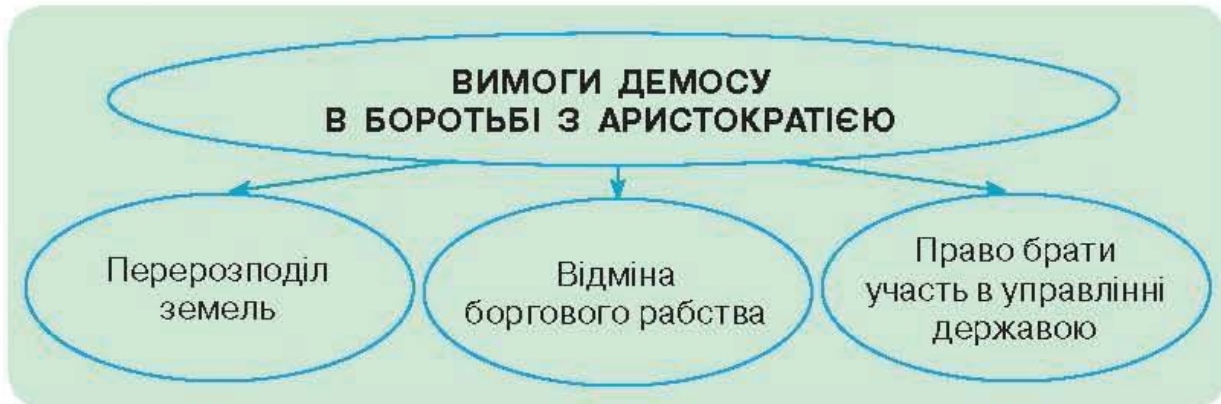 ВИМОГИ ДЕМОСУ
В БОРОТЬБІ З АРИСТОКРАТІЄЮ
Перерозподіл
земель
Відміна
боргового рабства
Право брати
участь в управлінні
державою